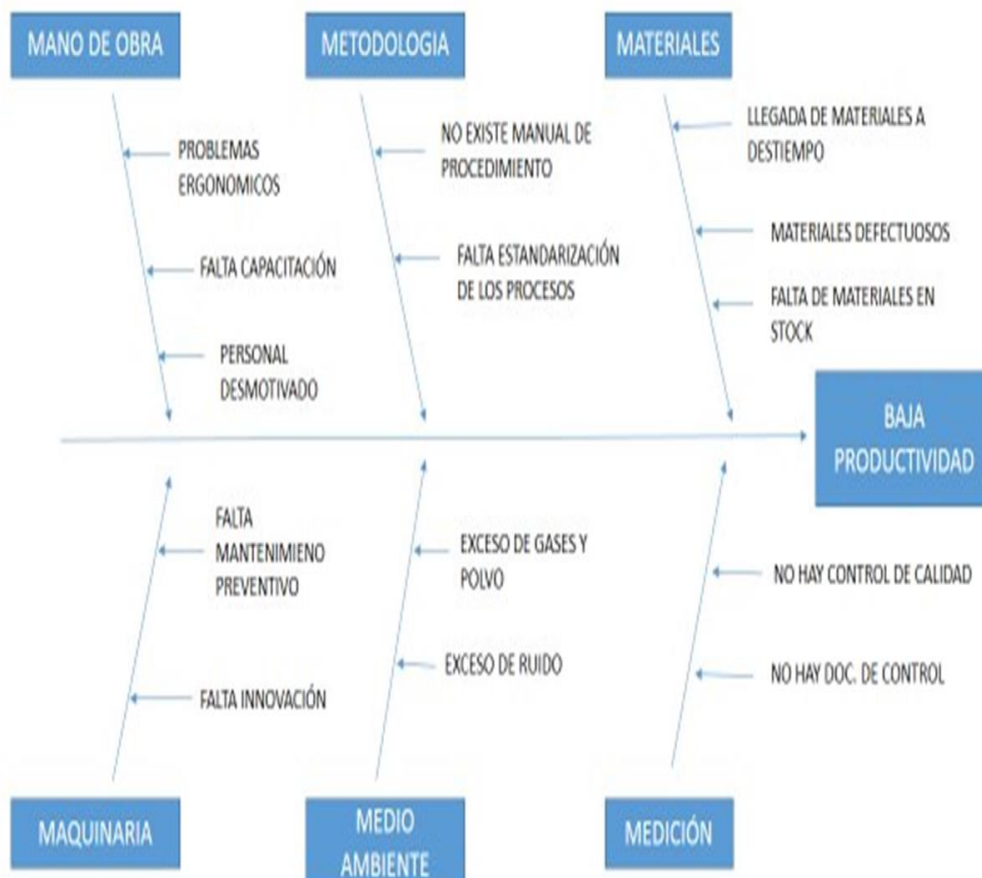 MANO DE OBRA
METODOLOGIA
MATERIALES
PROBLEMAS
ERGONOMICOS
FALTA CAPACITACIÓN
PERSONAL
DESMOTIVADO
NO EXISTE MANUAL DE
PROCEDIMIENTO
FALTA ESTANDARIZACIÓN
DE LOS PROCESOS
LLEGADA DE MATERIALES A
DESTIEMPO
MATERIALES DEFECTUOSOS
FALTA DE MATERIALES EN
STOCK
BAJA
PRODUCTIVIDAD
FALTA
MANTENIMIENO
PREVENTIVO
FALTA INNOVACIÓN
EXCESO DE GASES Y
POLVO
EXCESO DE RUIDO
NO HAY CONTROL DE CALIDAD
NO HAY DOC. DE CONTROL
MAQUINARIA
MEDIO
AMBIENTE
MEDICIÓN